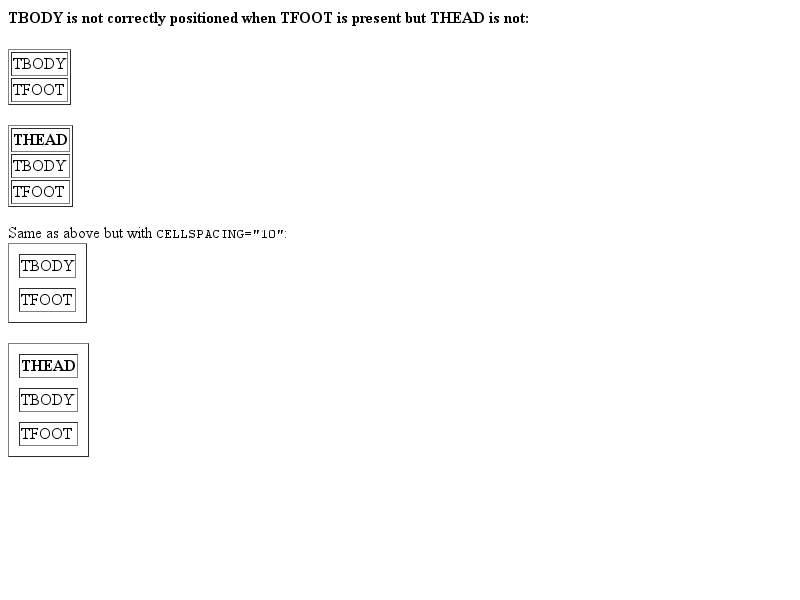 TBODY is not correctly positioned when TFOOT is present but THEAD is not:
TBODY
TFOOT
THEAD
TBODY
TFOOT
Same as above but with CELLSPACING="10":
TBODY
TFOOT
THEAD
TBODY
TFOOT